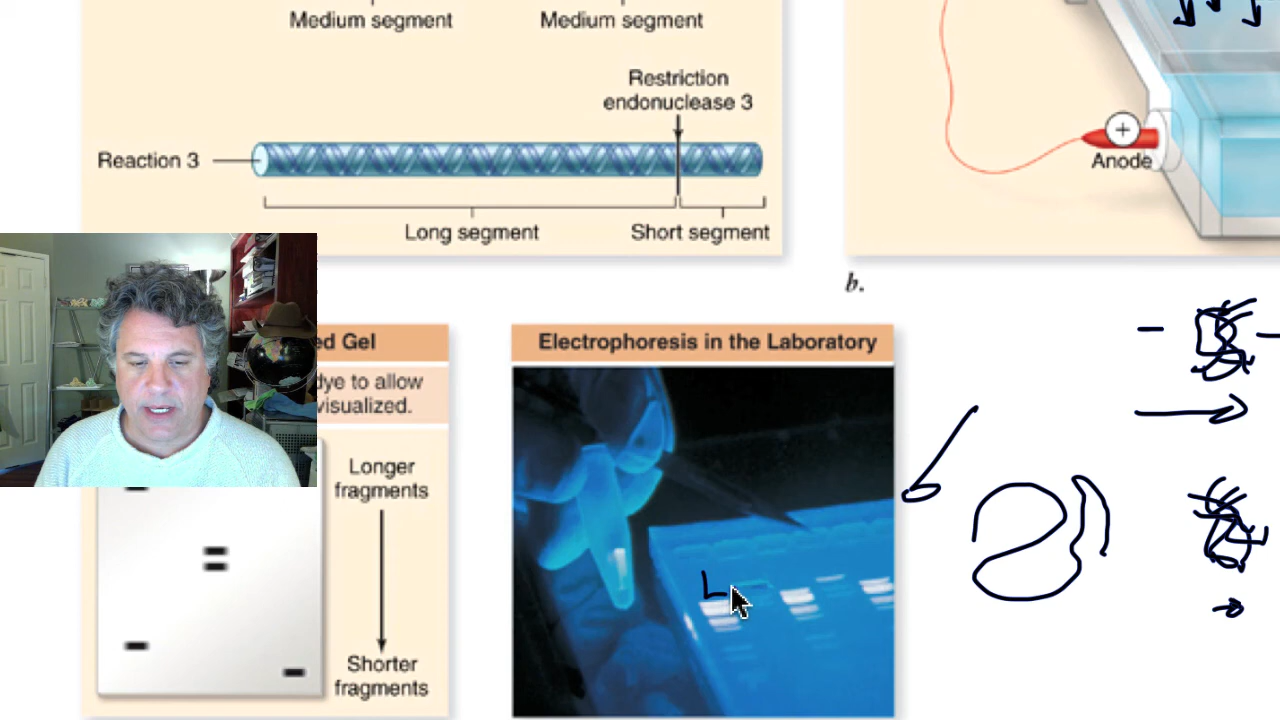 Medium segment
Medium segment
Restriction
endonuclease 3
Reaction 3
Long segment
Short segment
+
Anode
b.
ed Gel
dye to allow
visualized.
Longer
fragments
Shorter
fragments
Electrophoresis in the Laboratory
L